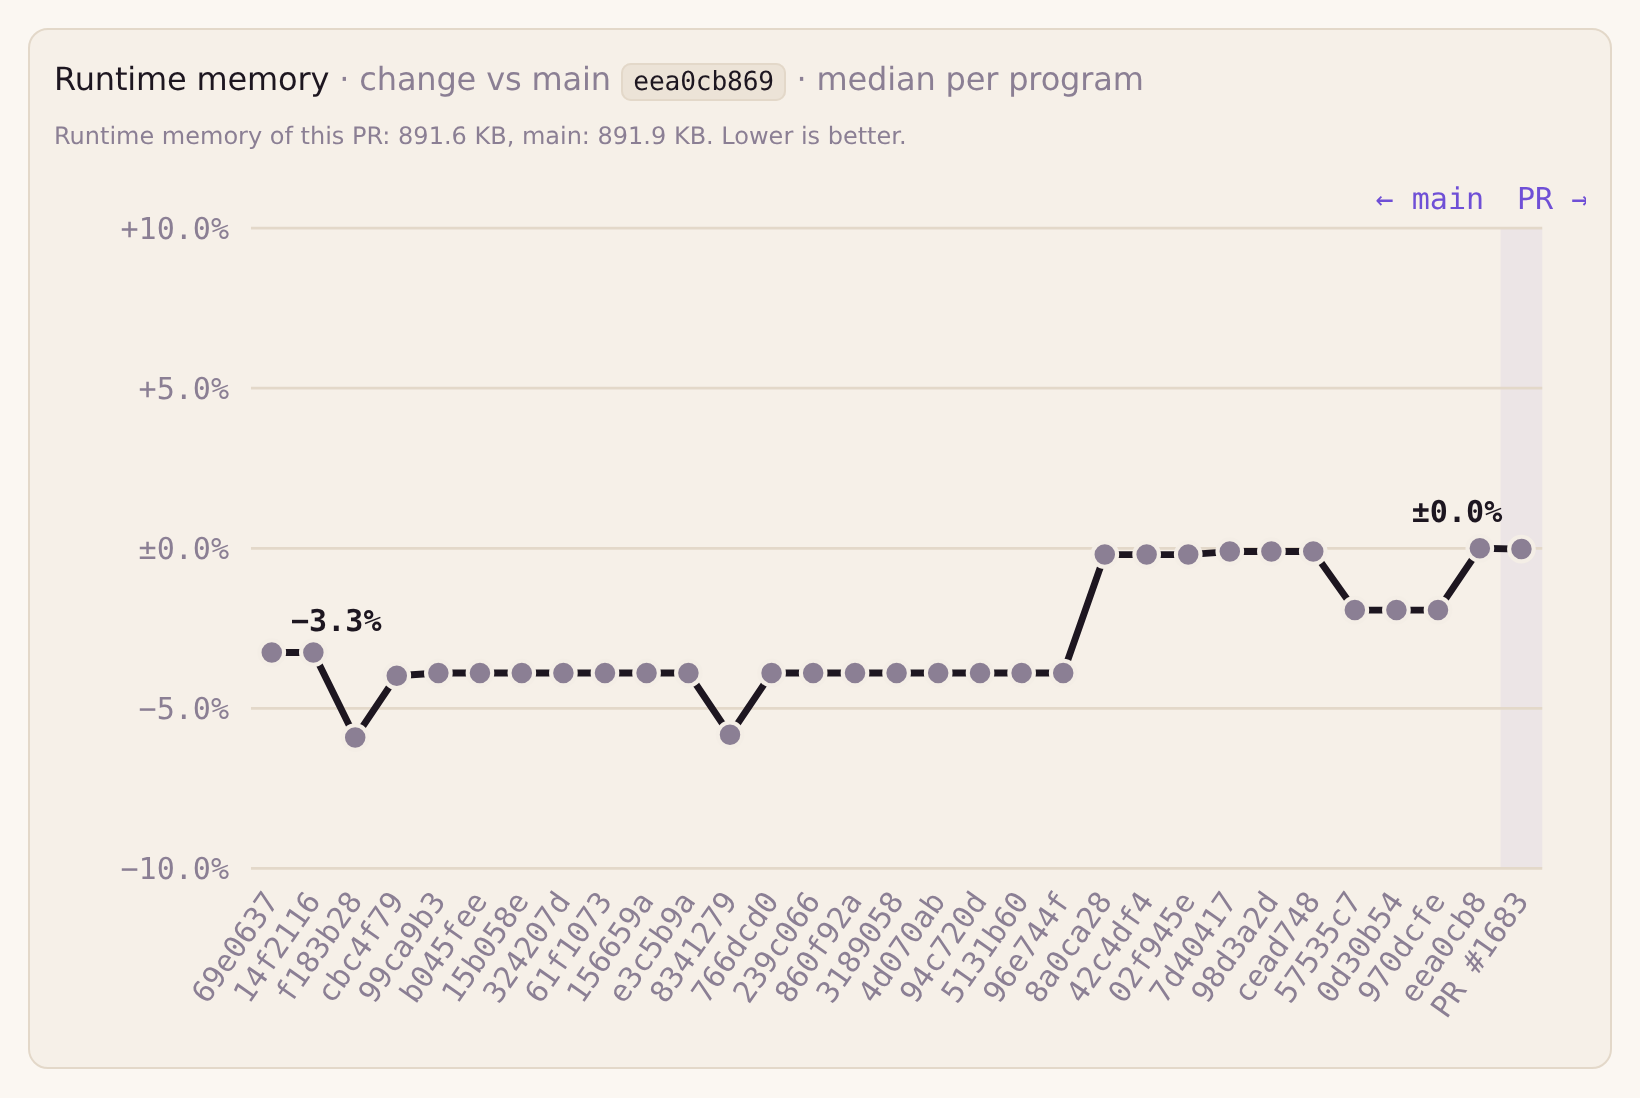 Runtime memory · change vs main eea0cb869 · median per program
Runtime memory of this PR: 891.6 KB, main: 891.9 KB. Lower is better.
← main PR →
+10.0%
+5.0%
±0.0%
−5.0%
−10.0%
−3.3%
±0.0%
69e0637
14f2116
f183b28
cbc4f79
99ca9b3
b045fee
15b058e
324207d
61f1073
156659a
e3c5b9a
8341279
766dcd0
239c066
860f92a
3189058
4d070ab
94c720d
5131b60
96e744f
8a0ca28
42c4df4
02f945e
7d40417
98d3a2d
cead748
57535c7
0d30b54
970dcfe
eea0cb8
PR #1683